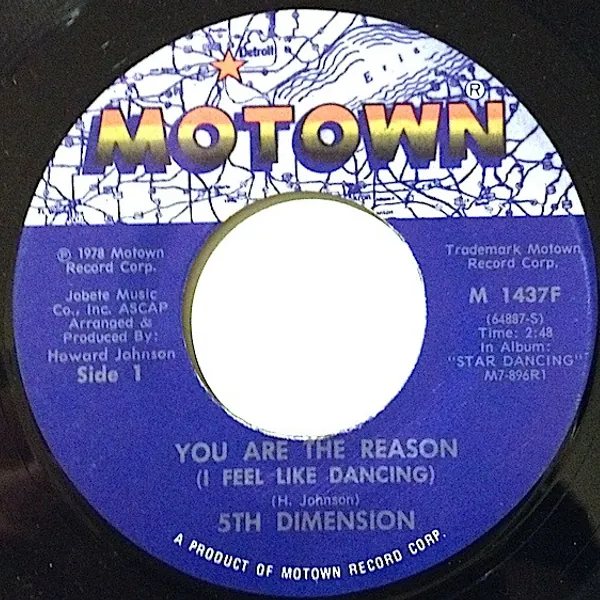 Detroit
Erie
MOTOWN®
℗ 1978 Motown
Record Corp.
Jobete Music
Co., Inc. ASCAP
Arranged &
Produced By:
Howard Johnson
Side 1
Trademark Motown
Record Corp.
M 1437F
(64887-S)
Time: 2:48
In Album:
"STAR DANCING"
M7-896R1
YOU ARE THE REASON
(I FEEL LIKE DANCING)
(H. Johnson)
5TH DIMENSION
A PRODUCT OF MOTOWN RECORD CORP.